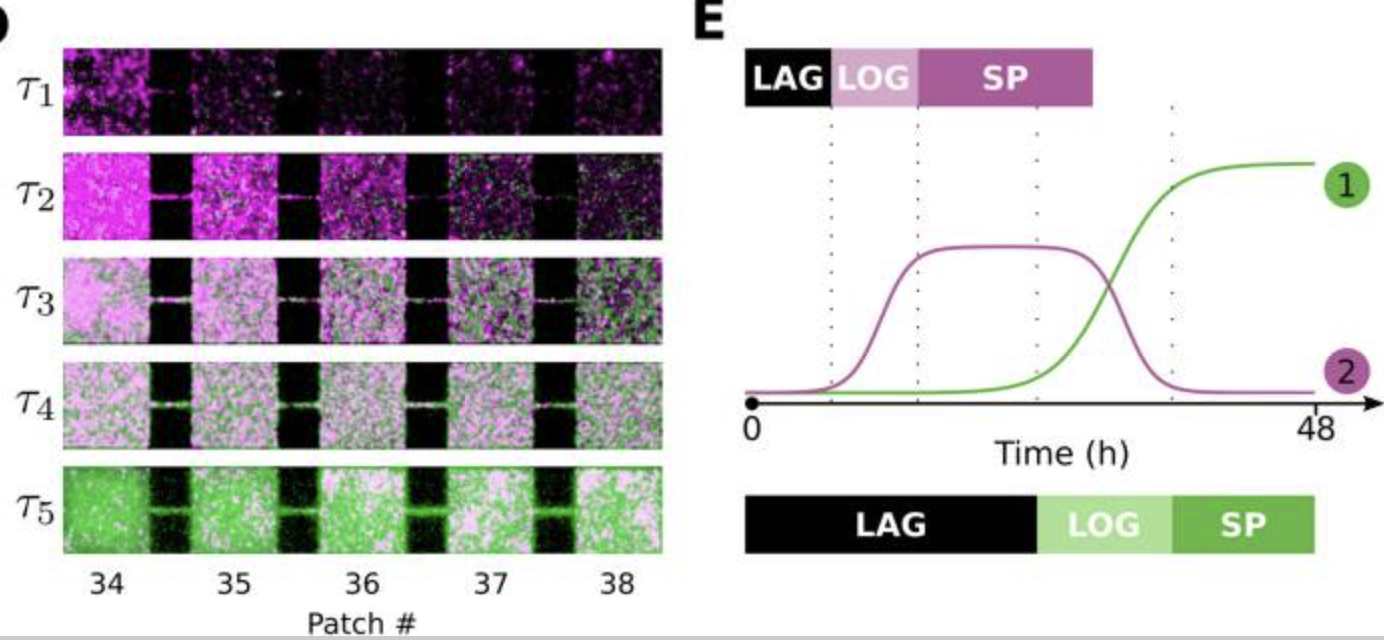 E
τ1
τ2
τ3
τ4
τ5
34 35 36 37 38
Patch #
LAG LOG SP
1
2
0 48
Time (h)
LAG LOG SP